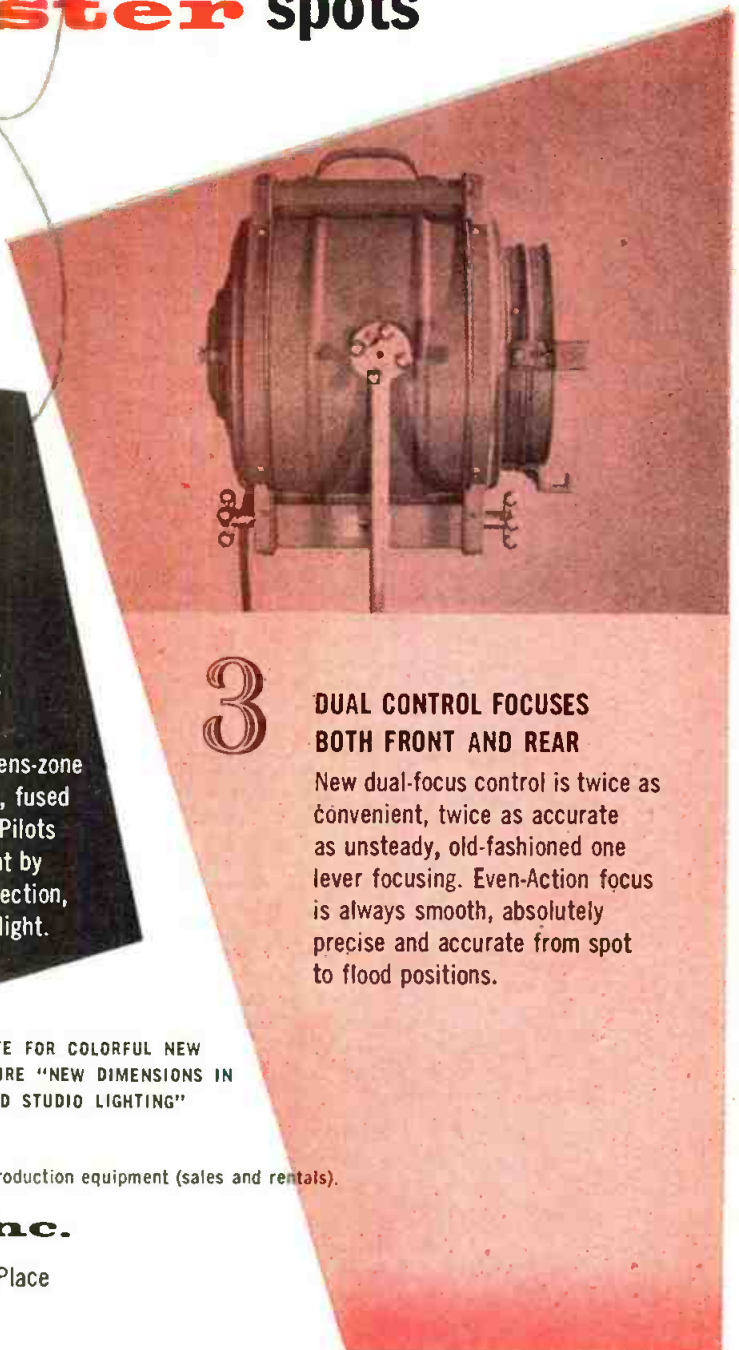 ster spots
ens-zone
, fused
Pilots
nt by
ection,
light.
3
DUAL CONTROL FOCUSES
BOTH FRONT AND REAR
New dual-focus control is twice as
convenient, twice as accurate
as unsteady, old-fashioned one
lever focusing. Even-Action focus
is always smooth, absolutely
precise and accurate from spot
to flood positions.
TE FOR COLORFUL NEW
URE "NEW DIMENSIONS IN
D STUDIO LIGHTING"
roduction equipment (sales and rentals).
nc.
Place